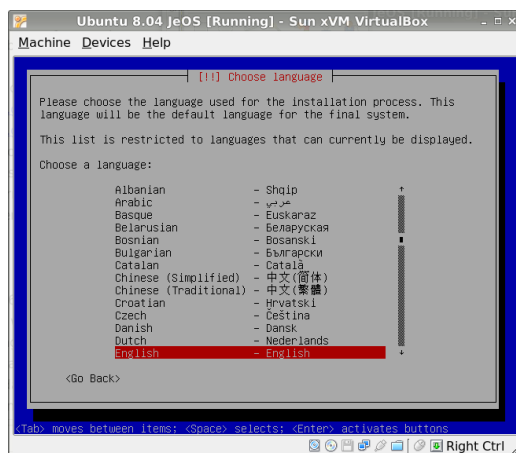 Ubuntu 8.04 JeOS [Running] - Sun xVM VirtualBox
Machine Devices Help
[!!] Choose language
Please choose the language used for the installation process. This
language will be the default language for the final system.
This list is restricted to languages that can currently be displayed.
Choose a language:
Albanian - Shqip
Arabic - عربي
Basque - Euskaraz
Belarusian - Беларуская
Bosnian - Bosanski
Bulgarian - Български
Catalan - Català
Chinese (Simplified) - 中文(简体)
Chinese (Traditional) - 中文(繁體)
Croatian - Hrvatski
Czech - Čeština
Danish - Dansk
Dutch - Nederlands
English - English
<Go Back>
<Tab> moves between items; <Space> selects; <Enter> activates buttons
Right Ctrl